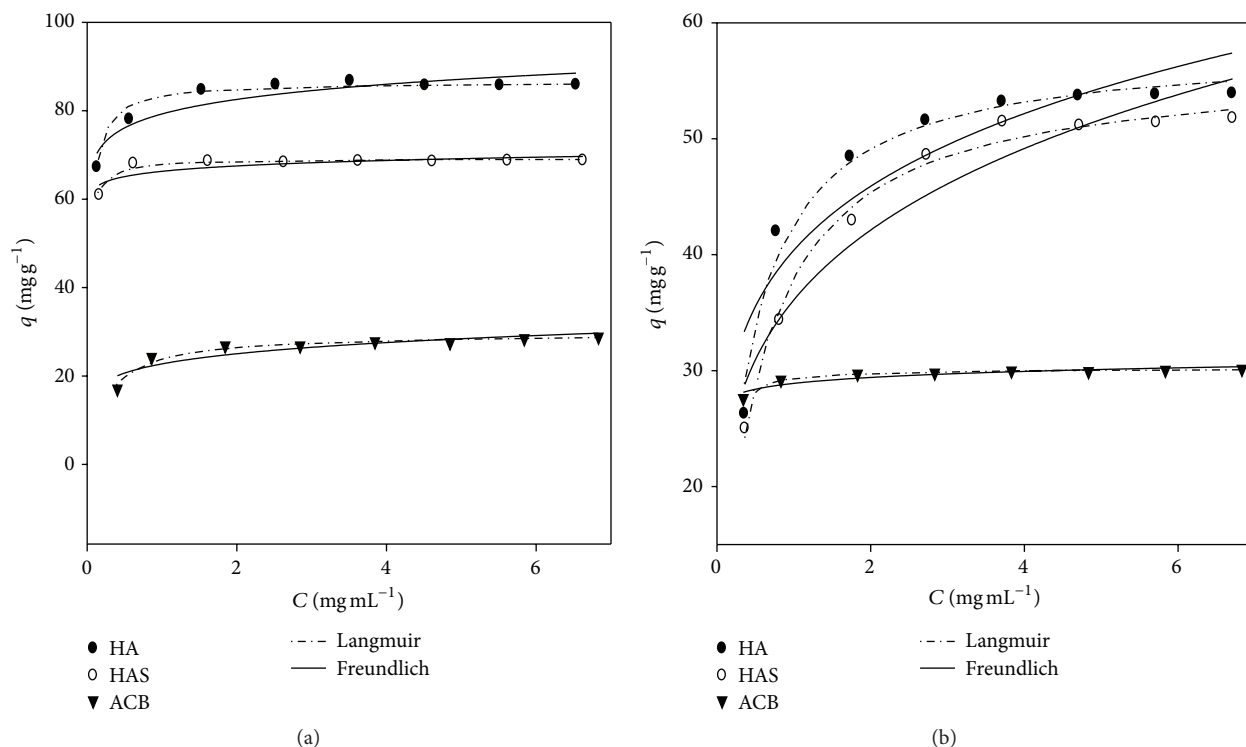 100
80
60
40
20
0
q (mg g−1)
0 2 4 6
C (mg mL−1)
HA
HAS
ACB
Langmuir
Freundlich
(a)
60
50
40
30
20
q (mg g−1)
0 2 4 6
C (mg mL−1)
HA
HAS
ACB
Langmuir
Freundlich
(b)